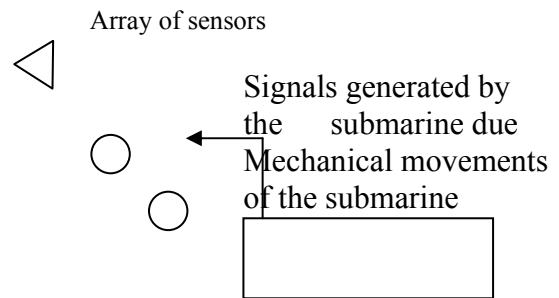 Array of sensors
Signals generated by
the submarine due
Mechanical movements
of the submarine